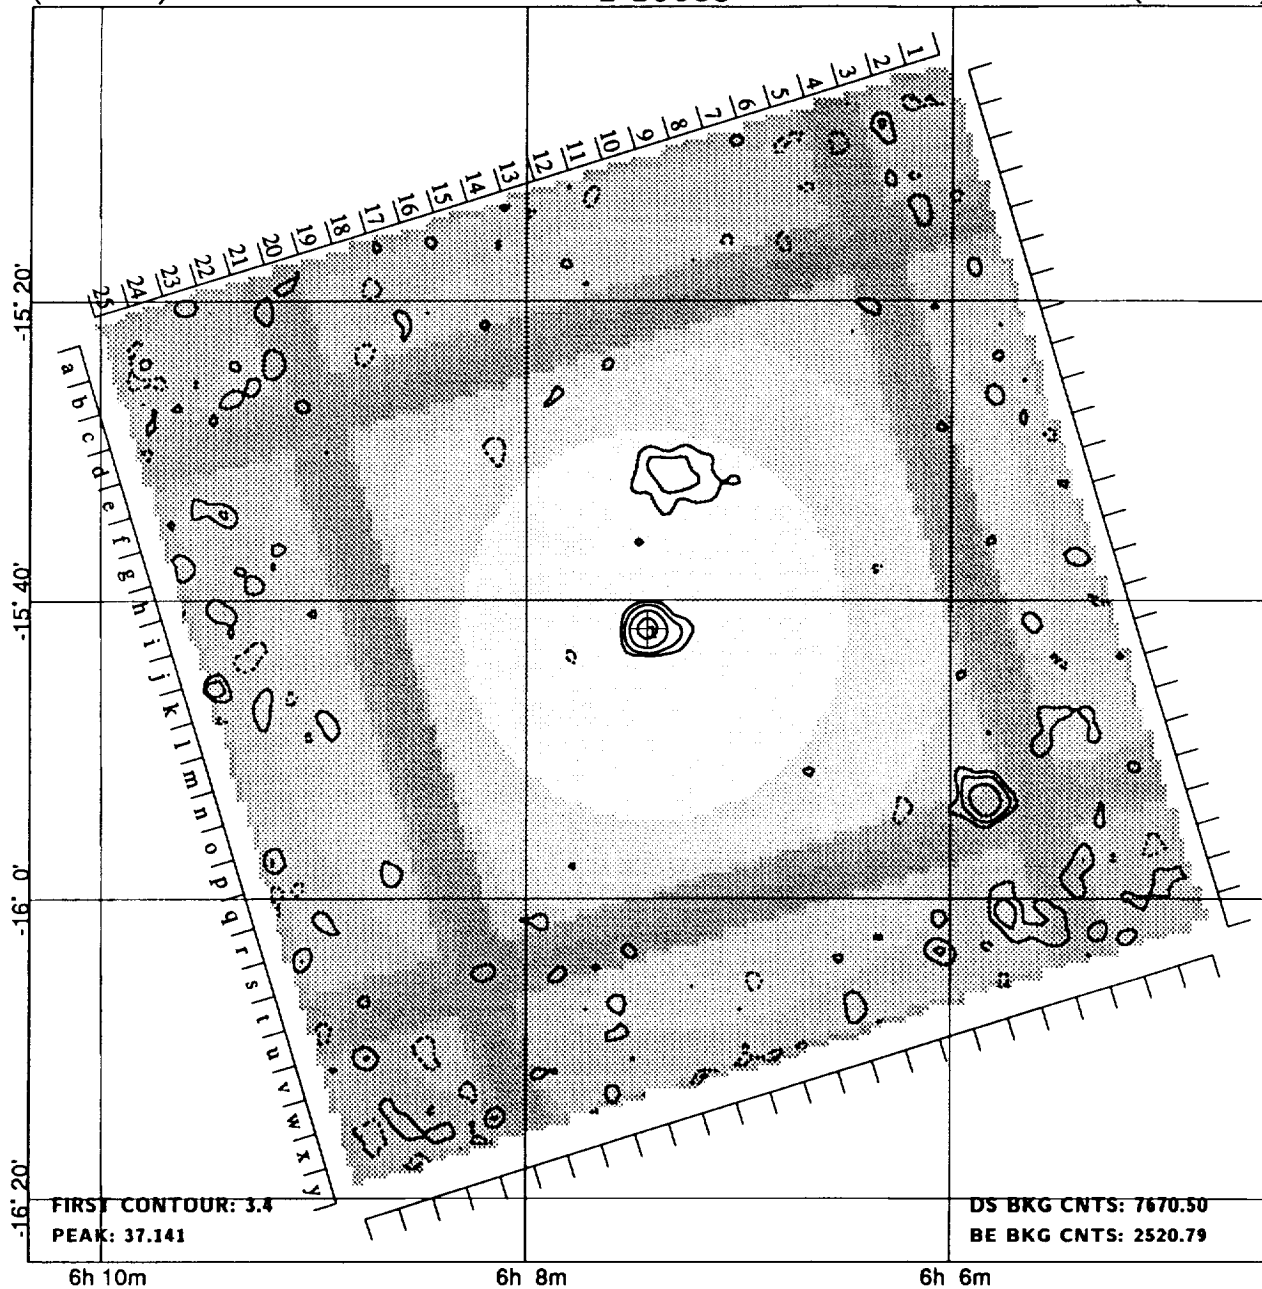 1 2 3 4 5 6 7 8 9 10 11 12 13 14 15 16 17 18 19 20 21 22 23 24 25
-15° 20'
a b c d e f g h i j k l m n o p q r s t u v w x y
-15° 40'
-16° 0'
-16° 20'
FIRST CONTOUR: 3.4
PEAK: 37.141
DS BKG CNTS: 7670.50
BE BKG CNTS: 2520.79
6h 10m 6h 8m 6h 6m